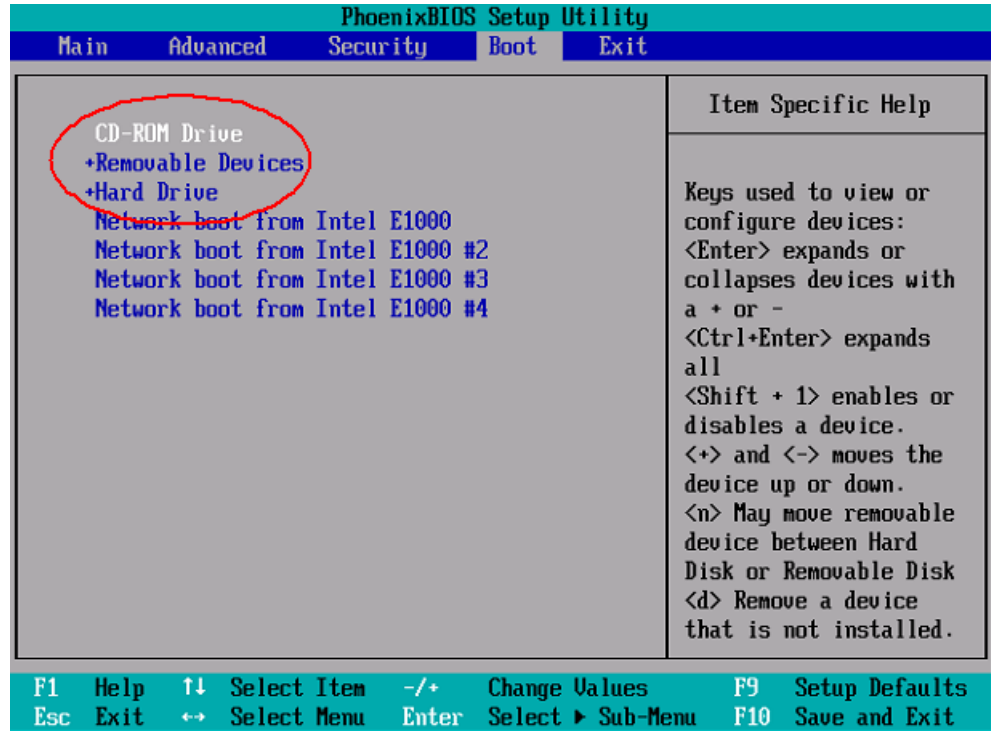 PhoenixBIOS Setup Utility
Main Advanced Security Boot Exit
CD-ROM Drive
+Removable Devices
+Hard Drive
Network boot from Intel E1000
Network boot from Intel E1000 #2
Network boot from Intel E1000 #3
Network boot from Intel E1000 #4
Item Specific Help
Keys used to view or
configure devices:
<Enter> expands or
collapses devices with
a + or -
<Ctrl+Enter> expands
all
<Shift + 1> enables or
disables a device.
<+> and <-> moves the
device up or down.
<n> May move removable
device between Hard
Disk or Removable Disk
<d> Remove a device
that is not installed.
F1 Help ↑↓ Select Item -/+ Change Values F9 Setup Defaults
Esc Exit ↔ Select Menu Enter Select ▶ Sub-Menu F10 Save and Exit